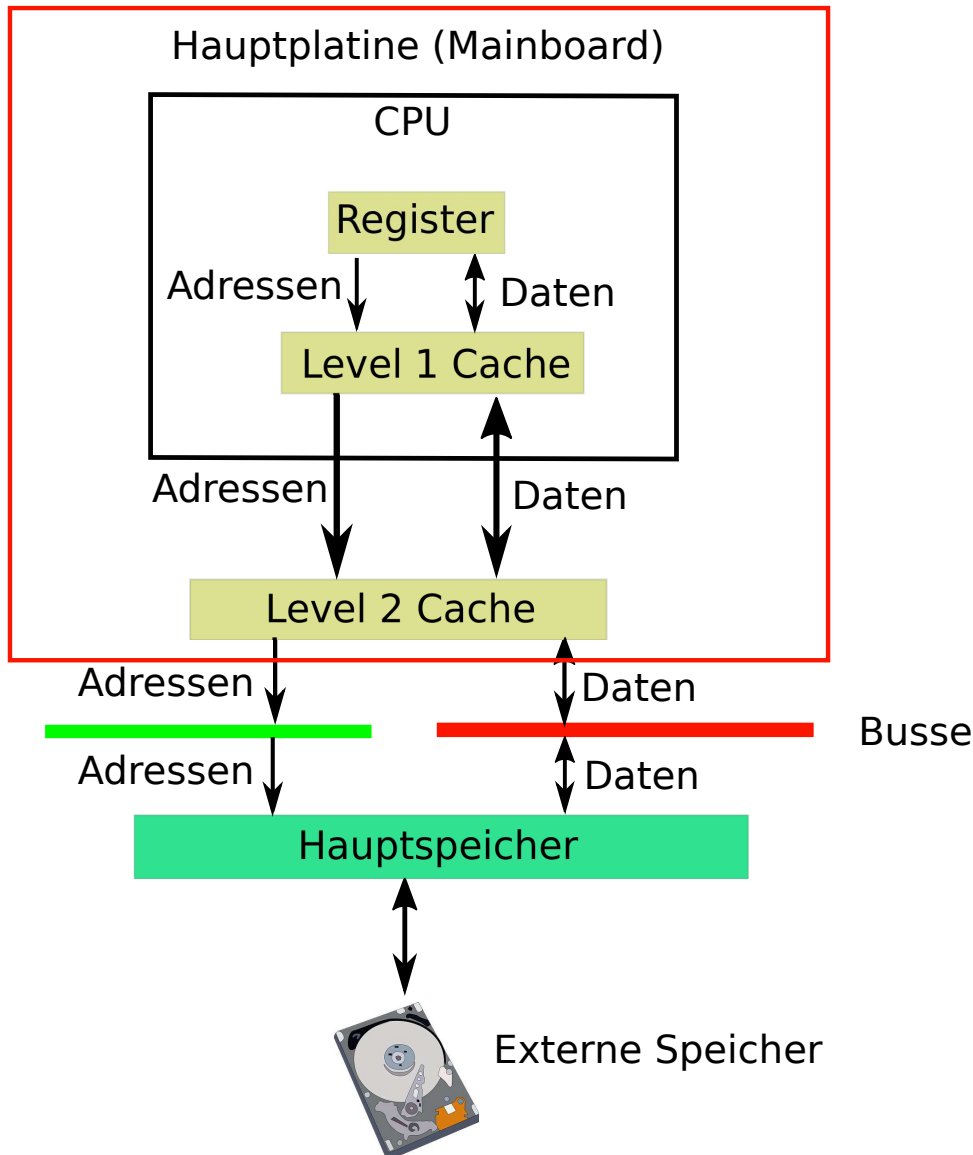 Hauptplatine (Mainboard)
CPU
Register
Adressen
Daten
Level 1 Cache
Adressen
Daten
Level 2 Cache
Adressen
Daten
Busse
Adressen
Daten
Hauptspeicher
Externe Speicher